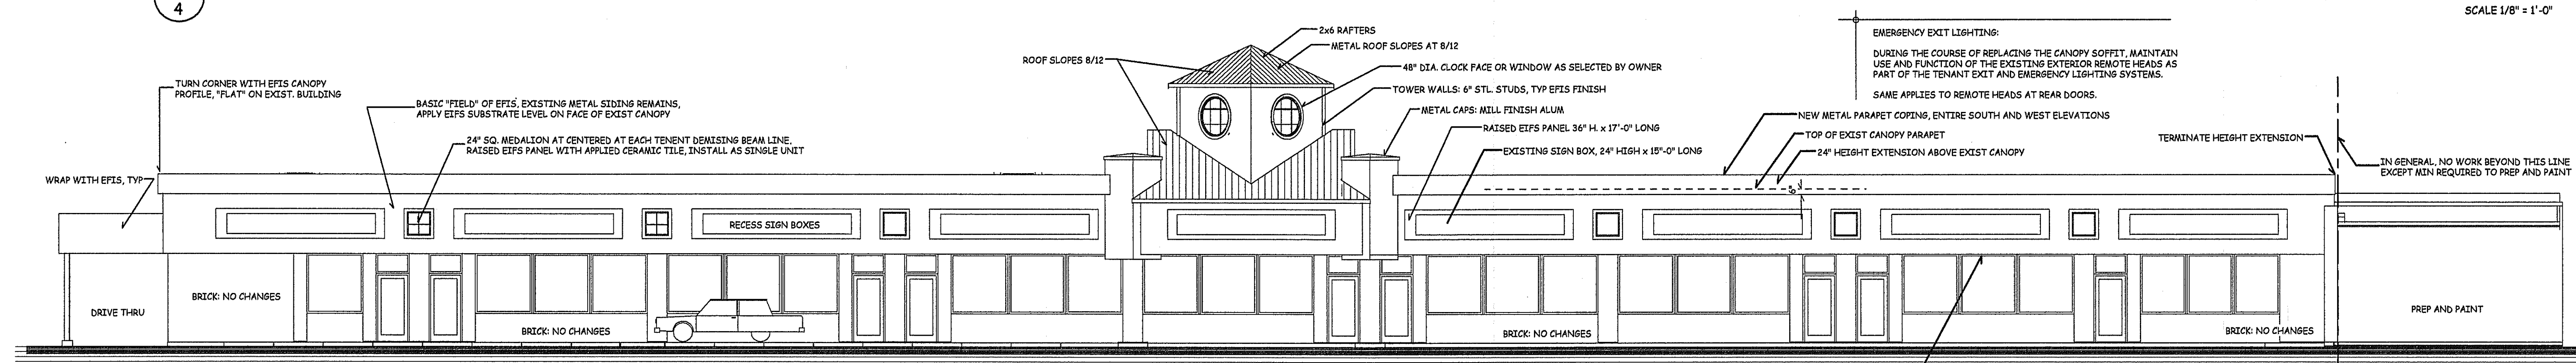 4
SCALE 1/8" = 1'-0"
2x6 RAFTERS
METAL ROOF SLOPES AT 8/12
ROOF SLOPES 8/12
48" DIA. CLOCK FACE OR WINDOW AS SELECTED BY OWNER
TOWER WALLS: 6" STL. STUDS, TYP EFIS FINISH
METAL CAPS: MILL FINISH ALUM
RAISED EIFS PANEL 36" H. x 17'-0" LONG
EXISTING SIGN BOX, 24" HIGH x 15"-0" LONG
EMERGENCY EXIT LIGHTING:
DURING THE COURSE OF REPLACING THE CANOPY SOFFIT, MAINTAIN
USE AND FUNCTION OF THE EXISTING EXTERIOR REMOTE HEADS AS
PART OF THE TENANT EXIT AND EMERGENCY LIGHTING SYSTEMS.
SAME APPLIES TO REMOTE HEADS AT REAR DOORS.
TURN CORNER WITH EFIS CANOPY
PROFILE, "FLAT" ON EXIST. BUILDING
BASIC "FIELD" OF EFIS, EXISTING METAL SIDING REMAINS,
APPLY EIFS SUBSTRATE LEVEL ON FACE OF EXIST CANOPY
24" SQ. MEDALION AT CENTERED AT EACH TENENT DEMISING BEAM LINE,
RAISED EFIS PANEL WITH APPLIED CERAMIC TILE, INSTALL AS SINGLE UNIT
NEW METAL PARAPET COPING, ENTIRE SOUTH AND WEST ELEVATIONS
TOP OF EXIST CANOPY PARAPET
24" HEIGHT EXTENSION ABOVE EXIST CANOPY
TERMINATE HEIGHT EXTENSION
IN GENERAL, NO WORK BEYOND THIS LINE
EXCEPT MIN REQUIRED TO PREP AND PAINT
WRAP WITH EFIS, TYP
6"
RECESS SIGN BOXES
BRICK: NO CHANGES
DRIVE THRU
BRICK: NO CHANGES
BRICK: NO CHANGES
BRICK: NO CHANGES
PREP AND PAINT